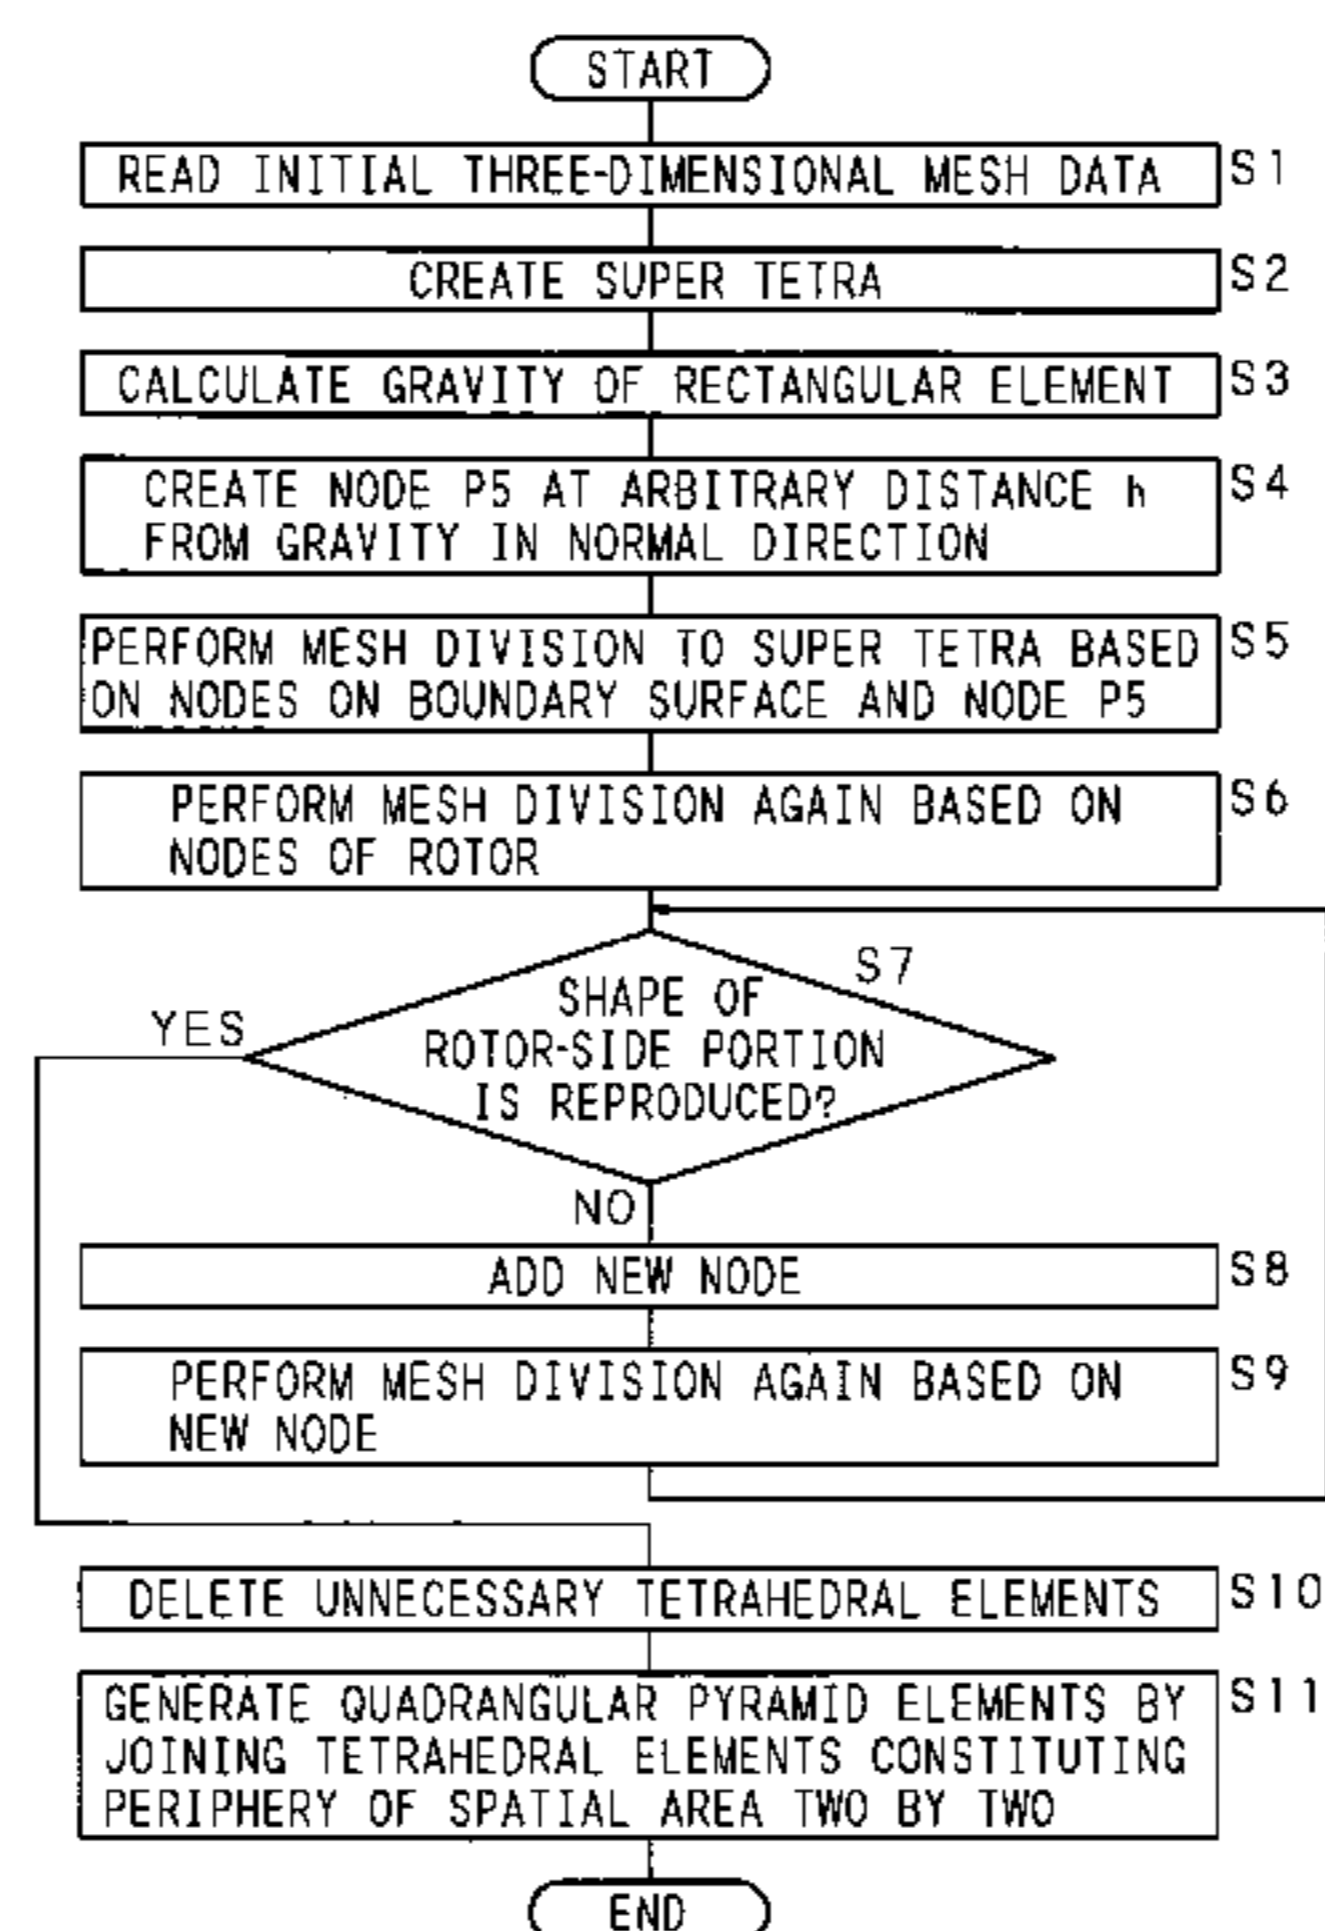 START
READ INITIAL THREE-DIMENSIONAL MESH DATA
S1
CREATE SUPER TETRA
S2
CALCULATE GRAVITY OF RECTANGULAR ELEMENT
S3
CREATE NODE P5 AT ARBITRARY DISTANCE h
FROM GRAVITY IN NORMAL DIRECTION
S4
PERFORM MESH DIVISION TO SUPER TETRA BASED
ON NODES ON BOUNDARY SURFACE AND NODE P5
S5
PERFORM MESH DIVISION AGAIN BASED ON
NODES OF ROTOR
S6
S7
SHAPE OF
ROTOR-SIDE PORTION
IS REPRODUCED?
YES
NO
ADD NEW NODE
S8
PERFORM MESH DIVISION AGAIN BASED ON
NEW NODE
S9
DELETE UNNECESSARY TETRAHEDRAL ELEMENTS
S10
GENERATE QUADRANGULAR PYRAMID ELEMENTS BY
JOINING TETRAHEDRAL ELEMENTS CONSTITUTING
PERIPHERY OF SPATIAL AREA TWO BY TWO
S11
END